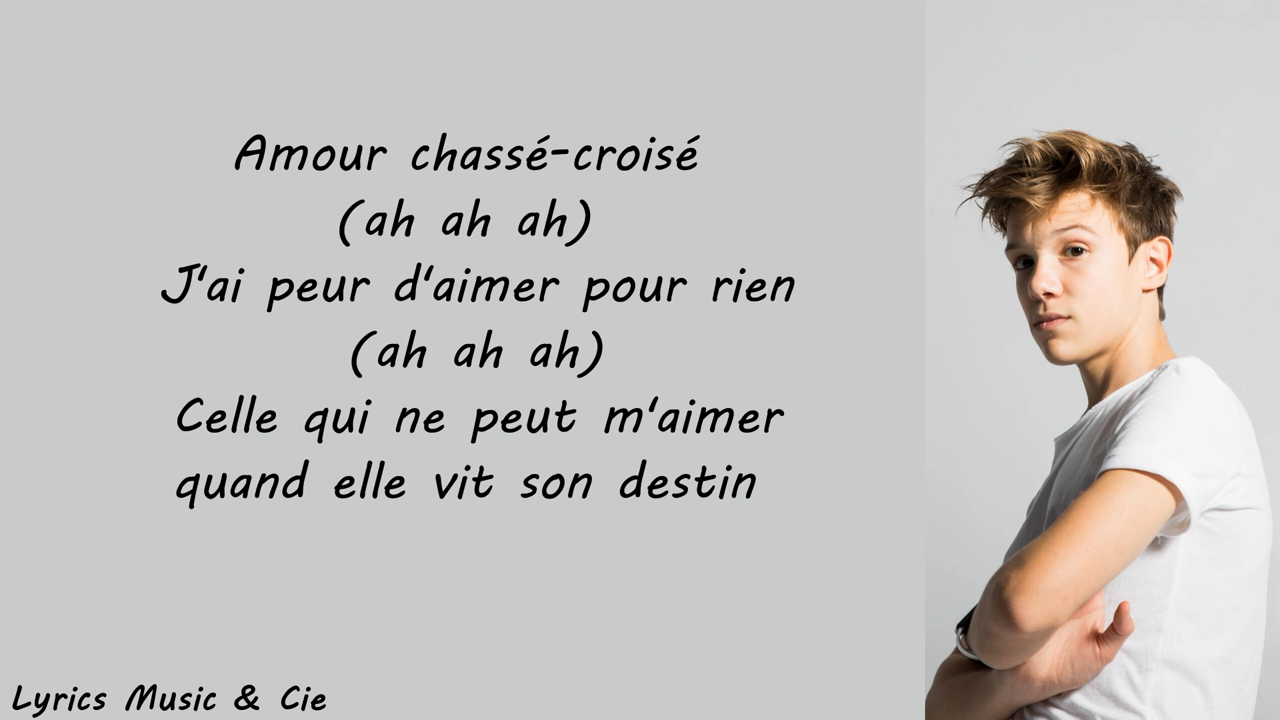 Amour chassé-croisé
(ah ah ah)
J'ai peur d'aimer pour rien
(ah ah ah)
Celle qui ne peut m'aimer
quand elle vit son destin
Lyrics Music & Cie